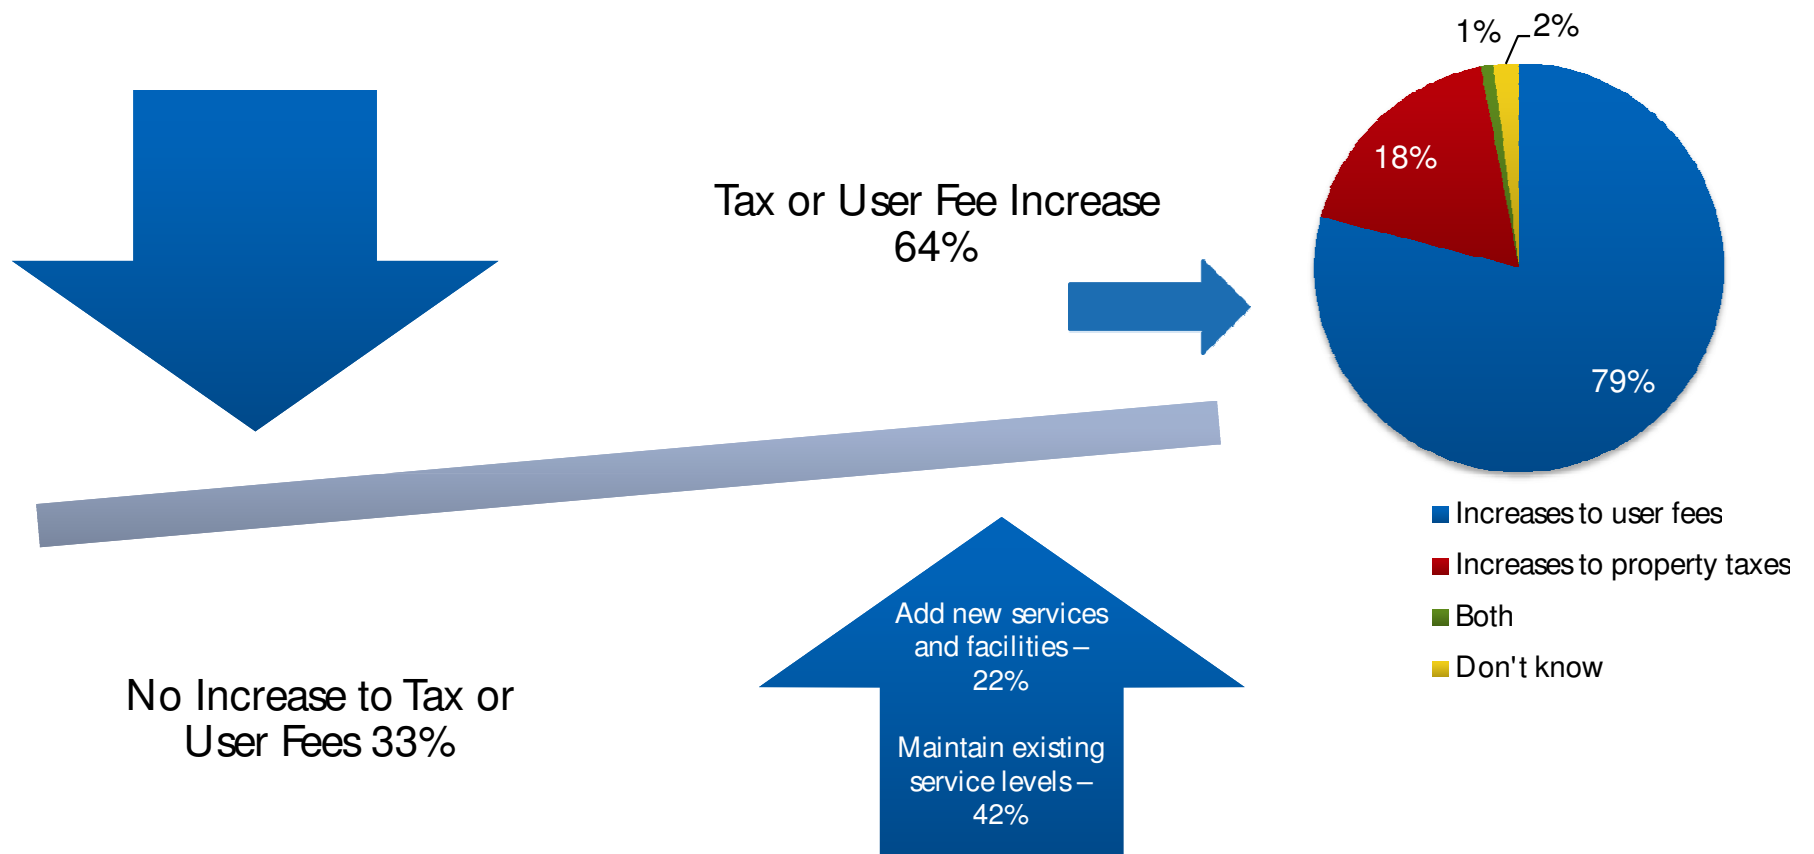 1%
2%
18%
79%
Tax or User Fee Increase
64%
Increases to user fees
Increases to property taxes
Both
Don't know
No Increase to Tax or
User Fees 33%
Add new services
and facilities –
22%
Maintain existing
service levels –
42%